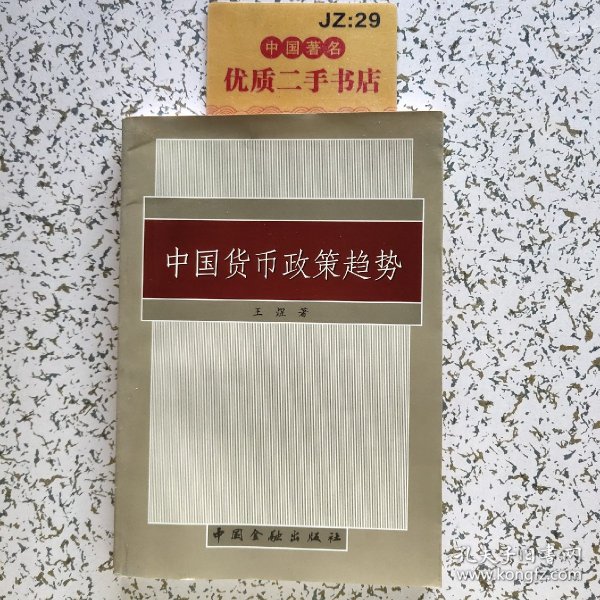 JZ:29
中国著名
优质二手书店
中国货币政策趋势
王煜著
中国金融出版社
孔夫子旧书网
www.kongfz.com